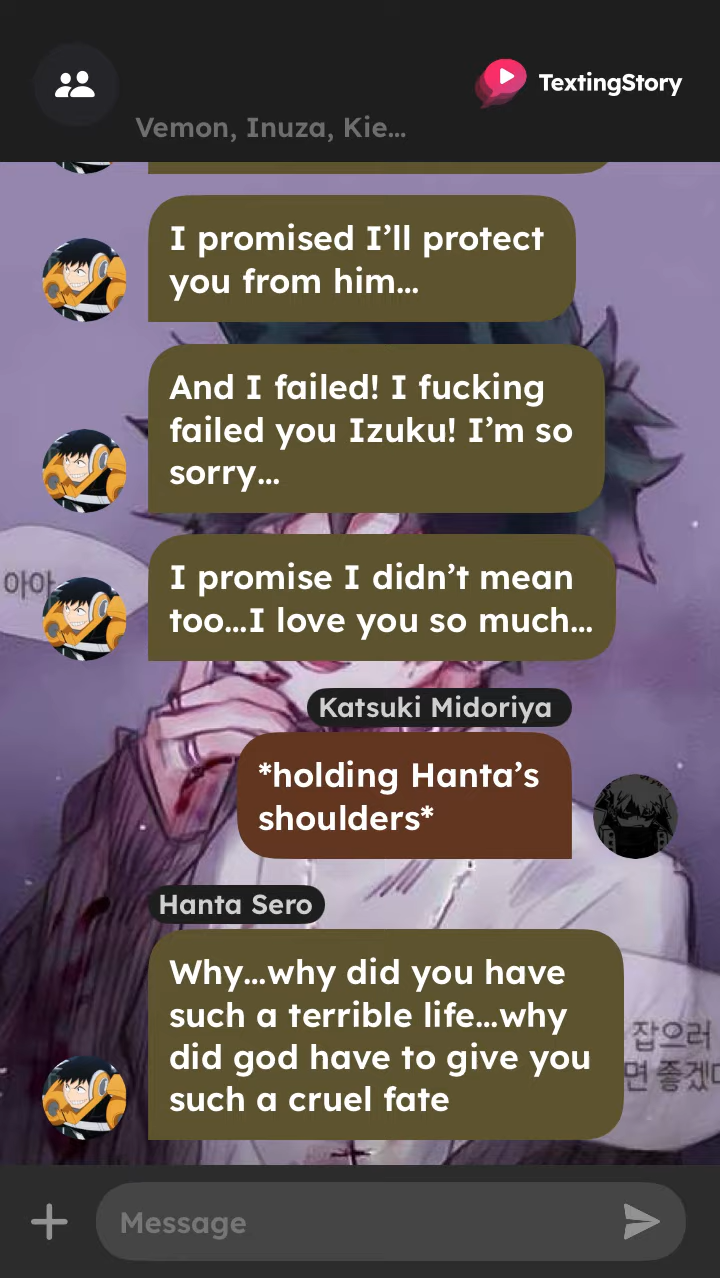 TextingStory
Vemon, Inuza, Kie...
I promised I’ll protect
you from him...
And I failed! I fucking
failed you Izuku! I’m so
sorry...
아아
I promise I didn’t mean
too...I love you so much...
Katsuki Midoriya
*holding Hanta’s
shoulders*
Hanta Sero
Why...why did you have
such a terrible life...why
did god have to give you
such a cruel fate
잡으러
면 좋겠
Message